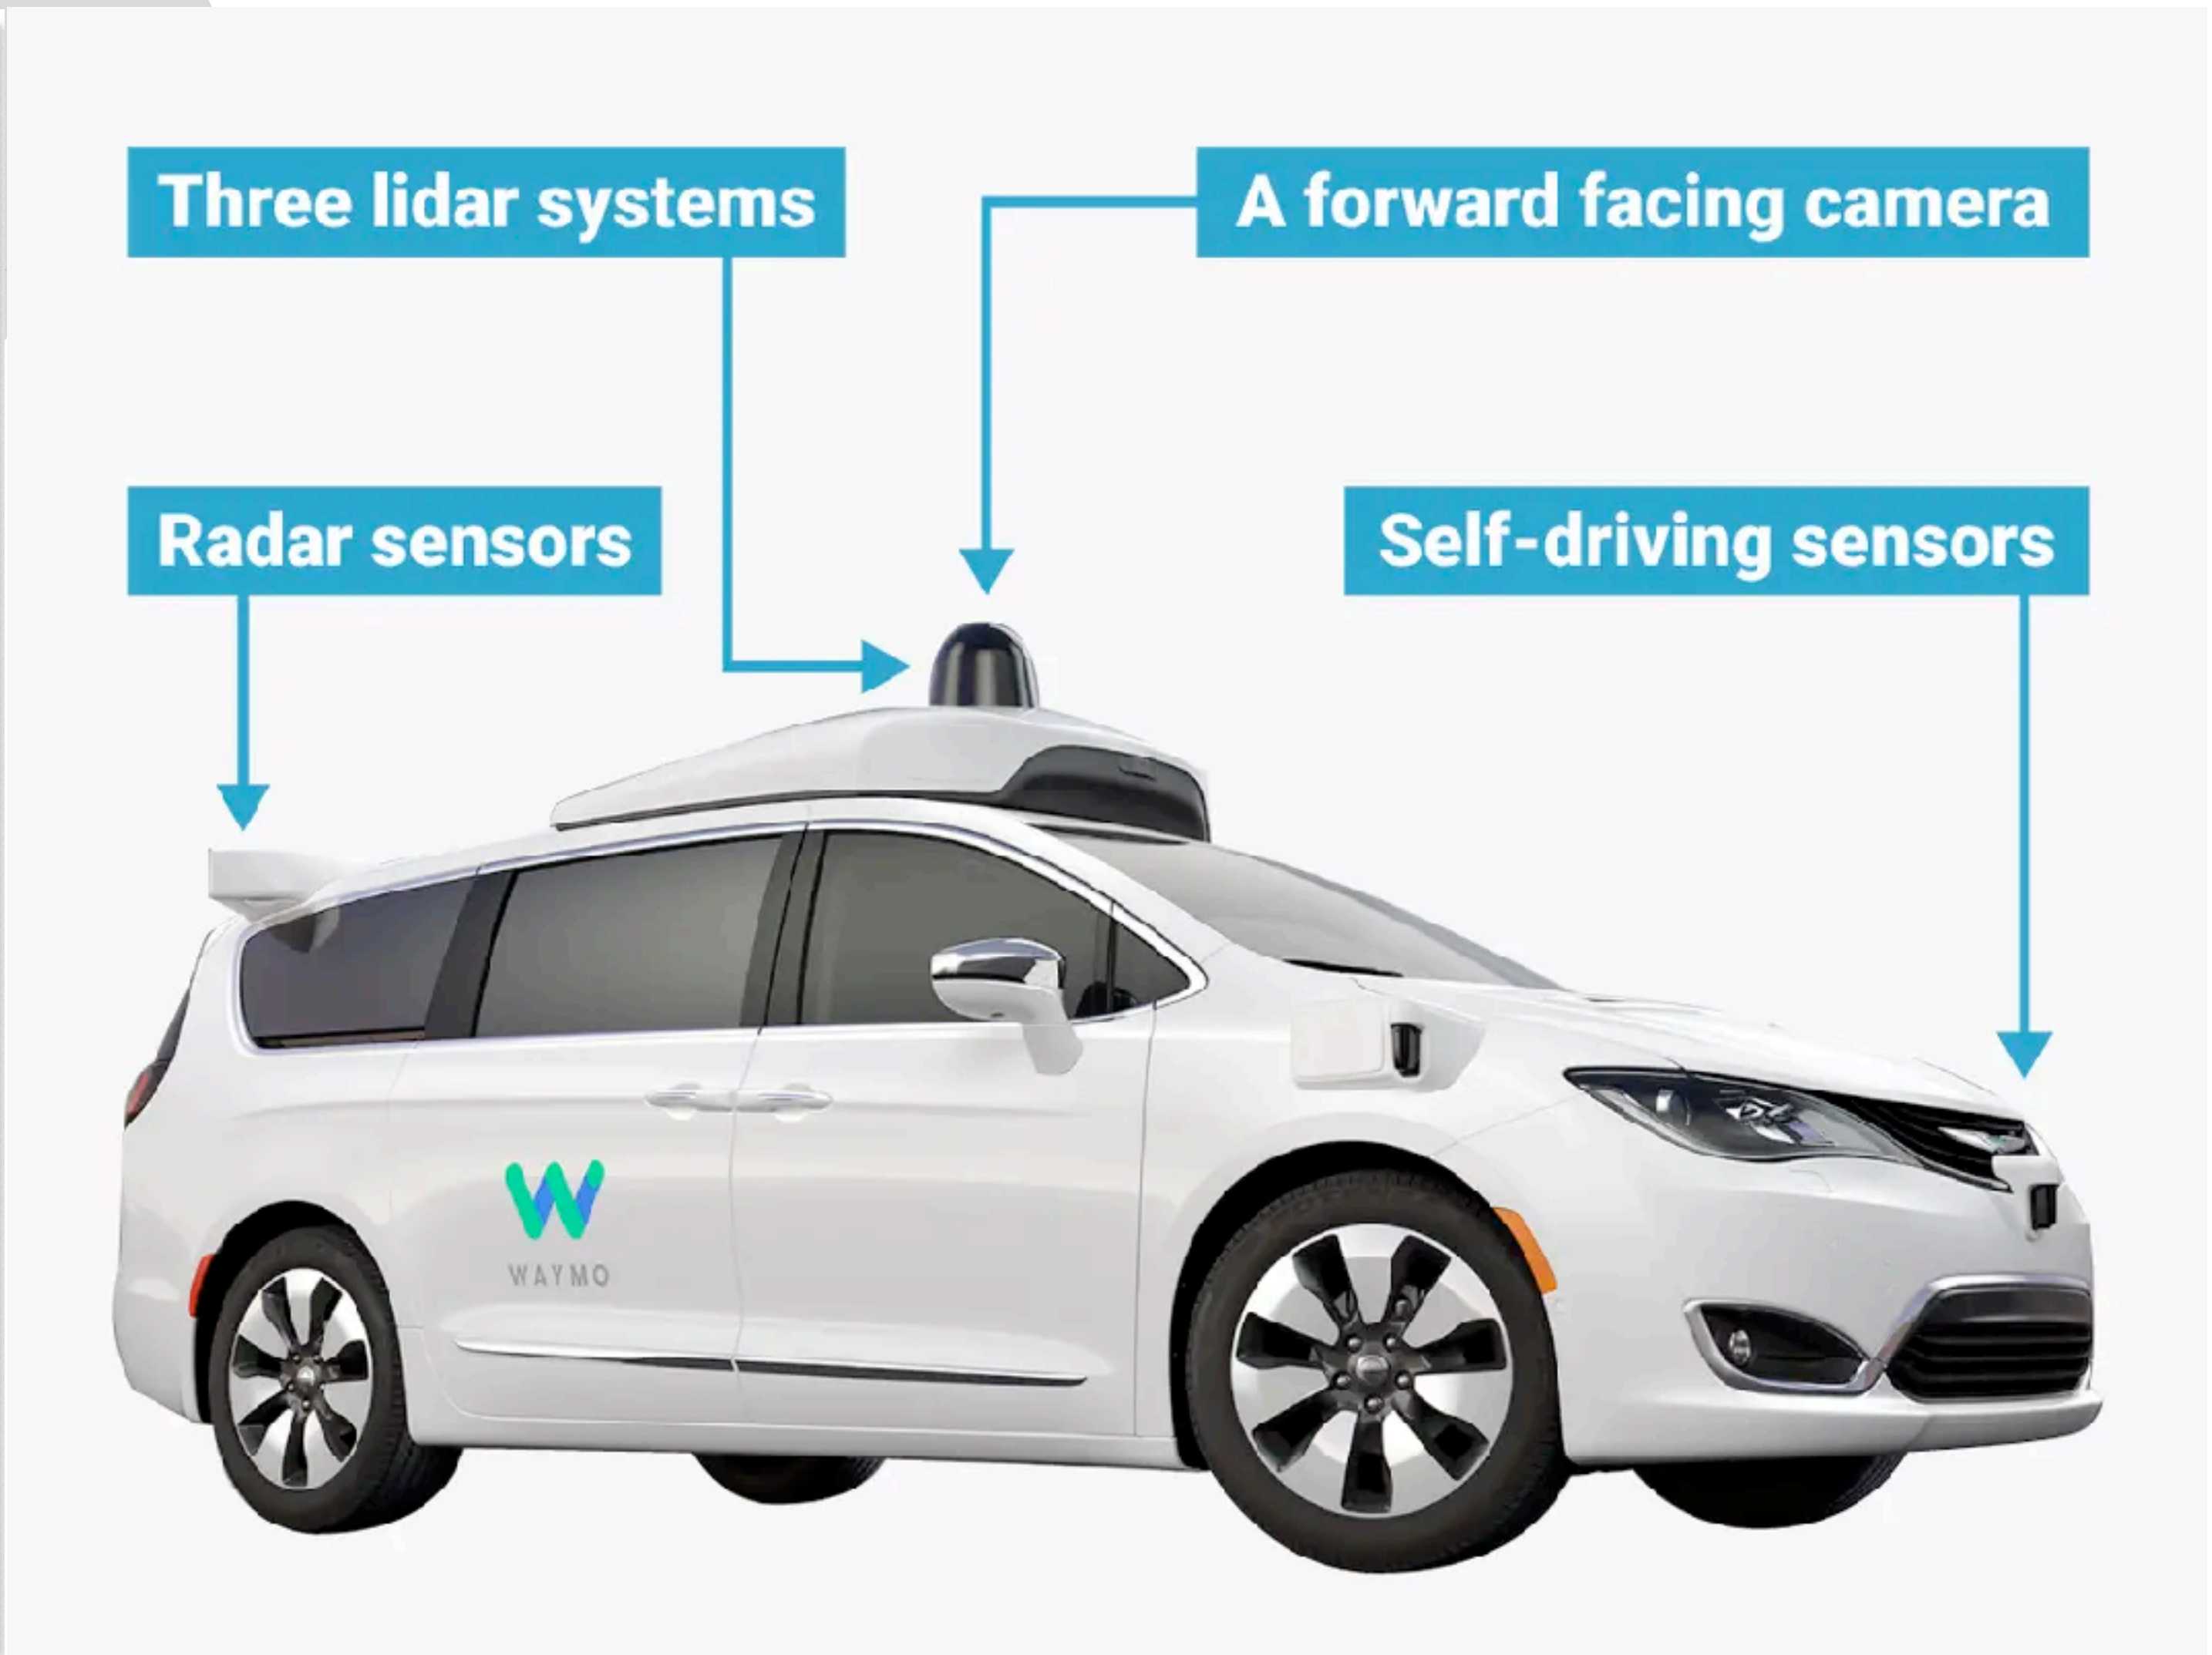 Three lidar systems
A forward facing camera
Radar sensors
Self-driving sensors
WAYMO